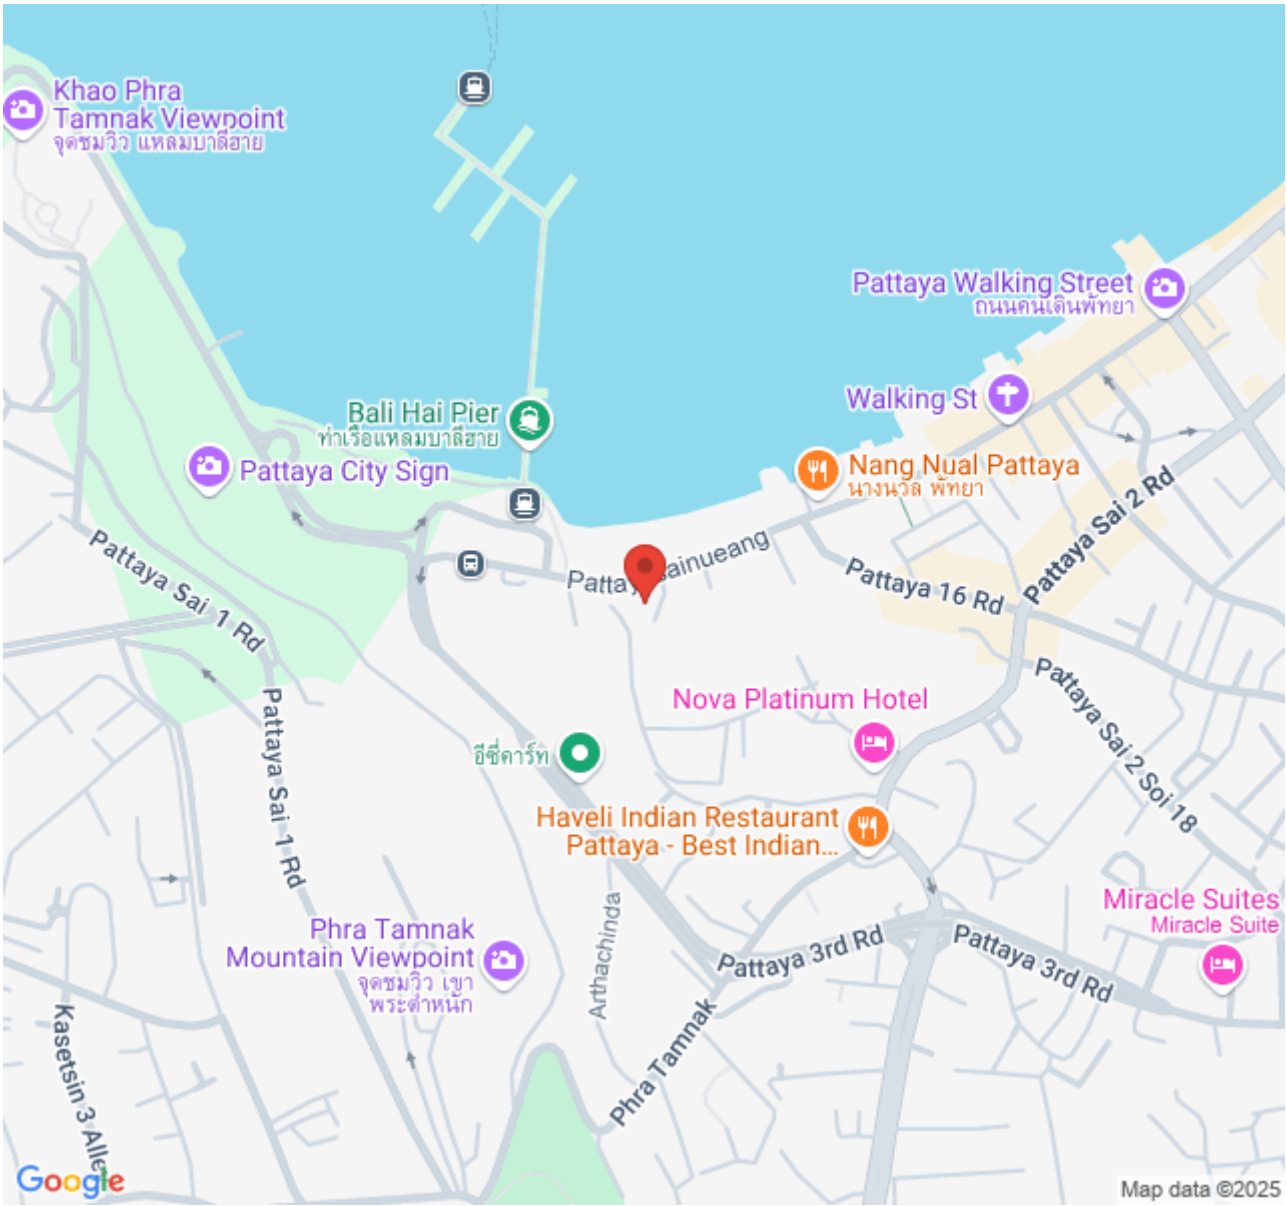 Khao Phra
Tamnak Viewpoint
จุดชมวิว แหลมบาลีฮาย
Pattaya Walking Street
ถนนคนเดินพัทยา
Walking St
Bali Hai Pier
ท่าเรือแหลมบาลีฮาย
Pattaya City Sign
Nang Nual Pattaya
นางนวล พัทยา
Pattaya Sai 2 Rd
Pattaya Sai 1 Rd
Pattaya 16 Rd
Nova Platinum Hotel
Pattaya Sai 2 Soi 18
Pattaya Sai 1 Rd
อีซี่คาร์ท
Haveli Indian Restaurant
Pattaya - Best Indian...
Miracle Suites
Miracle Suite
Phra Tamnak
Mountain Viewpoint
จุดชมวิว เขา
พระตำหนัก
Arthachinda
Pattaya 3rd Rd
Pattaya 3rd Rd
Phra Tamnak
Kasetsin 3 Alle
Google
Map data ©2025